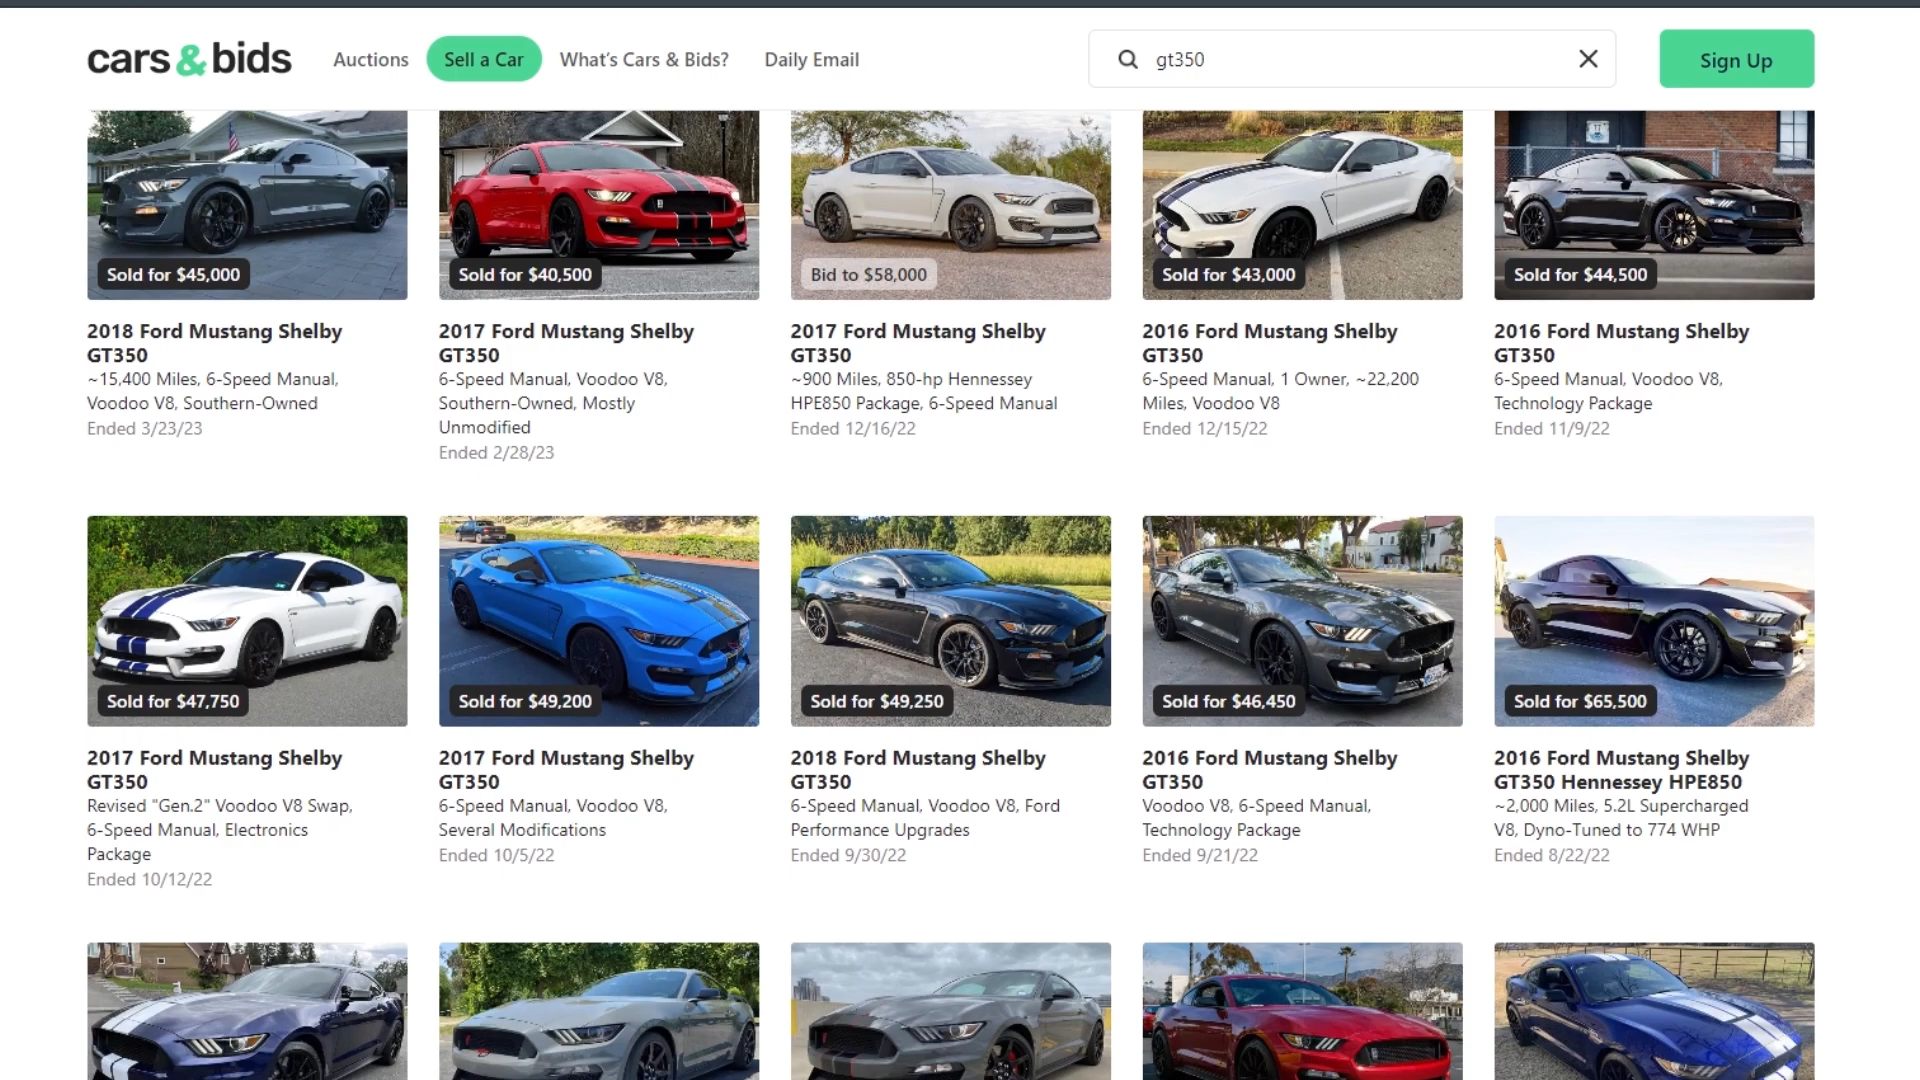 cars & bids
Auctions
Sell a Car
What's Cars & Bids?
Daily Email
gt350
Sign Up
Sold for $45,000
2018 Ford Mustang Shelby
GT350
~15,400 Miles, 6-Speed Manual,
Voodoo V8, Southern-Owned
Ended 3/23/23
Sold for $40,500
2017 Ford Mustang Shelby
GT350
6-Speed Manual, Voodoo V8,
Southern-Owned, Mostly
Unmodified
Ended 2/28/23
Bid to $58,000
2017 Ford Mustang Shelby
GT350
~900 Miles, 850-hp Hennessey
HPE850 Package, 6-Speed Manual
Ended 12/16/22
Sold for $43,000
2016 Ford Mustang Shelby
GT350
6-Speed Manual, 1 Owner, ~22,200
Miles, Voodoo V8
Ended 12/15/22
Sold for $44,500
2016 Ford Mustang Shelby
GT350
6-Speed Manual, Voodoo V8,
Technology Package
Ended 11/9/22
Sold for $47,750
2017 Ford Mustang Shelby
GT350
Revised "Gen.2" Voodoo V8 Swap,
6-Speed Manual, Electronics
Package
Ended 10/12/22
Sold for $49,200
2017 Ford Mustang Shelby
GT350
6-Speed Manual, Voodoo V8,
Several Modifications
Ended 10/5/22
Sold for $49,250
2018 Ford Mustang Shelby
GT350
6-Speed Manual, Voodoo V8, Ford
Performance Upgrades
Ended 9/30/22
Sold for $46,450
2016 Ford Mustang Shelby
GT350
Voodoo V8, 6-Speed Manual,
Technology Package
Ended 9/21/22
Sold for $65,500
2016 Ford Mustang Shelby
GT350 Hennessey HPE850
~2,000 Miles, 5.2L Supercharged
V8, Dyno-Tuned to 774 WHP
Ended 8/22/22